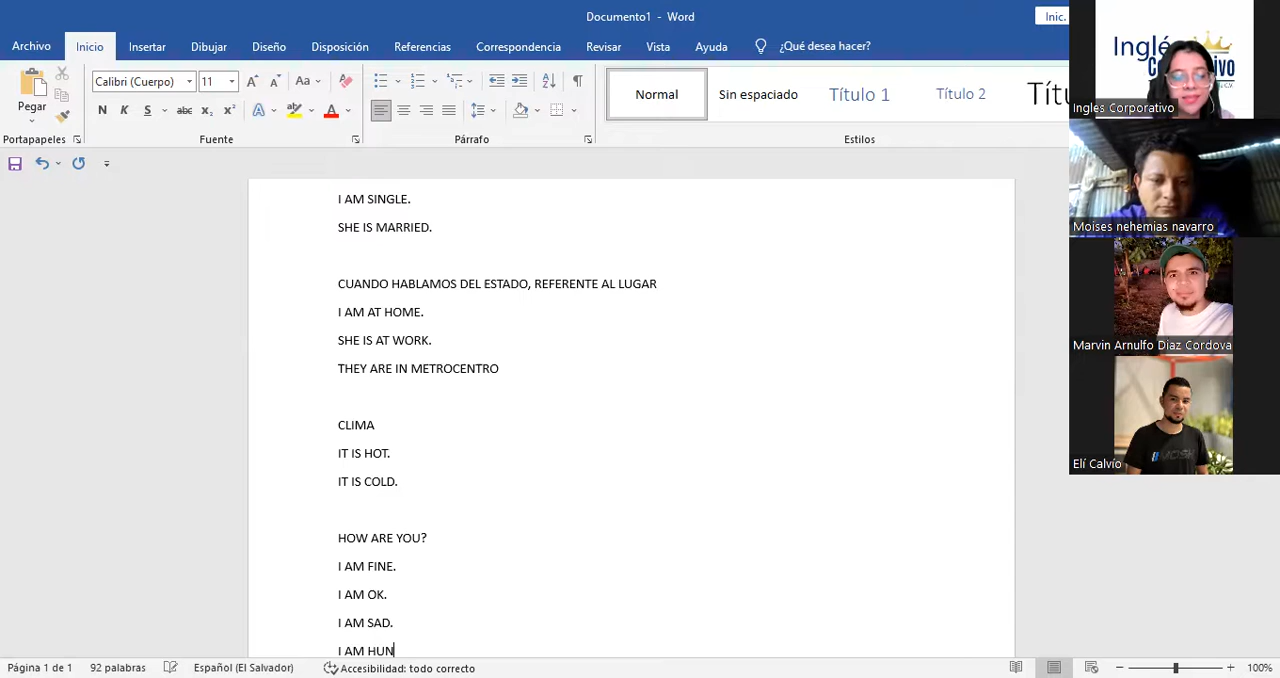 Documento1 - Word
Inic.
Archivo
Inicio
Insertar
Dibujar
Diseño
Disposición
Referencias
Correspondencia
Revisar
Vista
Ayuda
¿Qué desea hacer?
Pegar
Calibri (Cuerpo)
11
Aa
N K S abc x₂ x²
Normal
Sin espaciado
Título 1
Título 2
Portapapeles
Fuente
Párrafo
Estilos
I AM SINGLE.
SHE IS MARRIED.
CUANDO HABLAMOS DEL ESTADO, REFERENTE AL LUGAR
I AM AT HOME.
SHE IS AT WORK.
THEY ARE IN METROCENTRO
CLIMA
IT IS HOT.
IT IS COLD.
HOW ARE YOU?
I AM FINE.
I AM OK.
I AM SAD.
I AM HUN
Ingles Corporativo
Moises nehemias navarro
Marvin Arnulfo Diaz Cordova
Elí Calvío
Página 1 de 1
92 palabras
Español (El Salvador)
Accesibilidad: todo correcto
100%